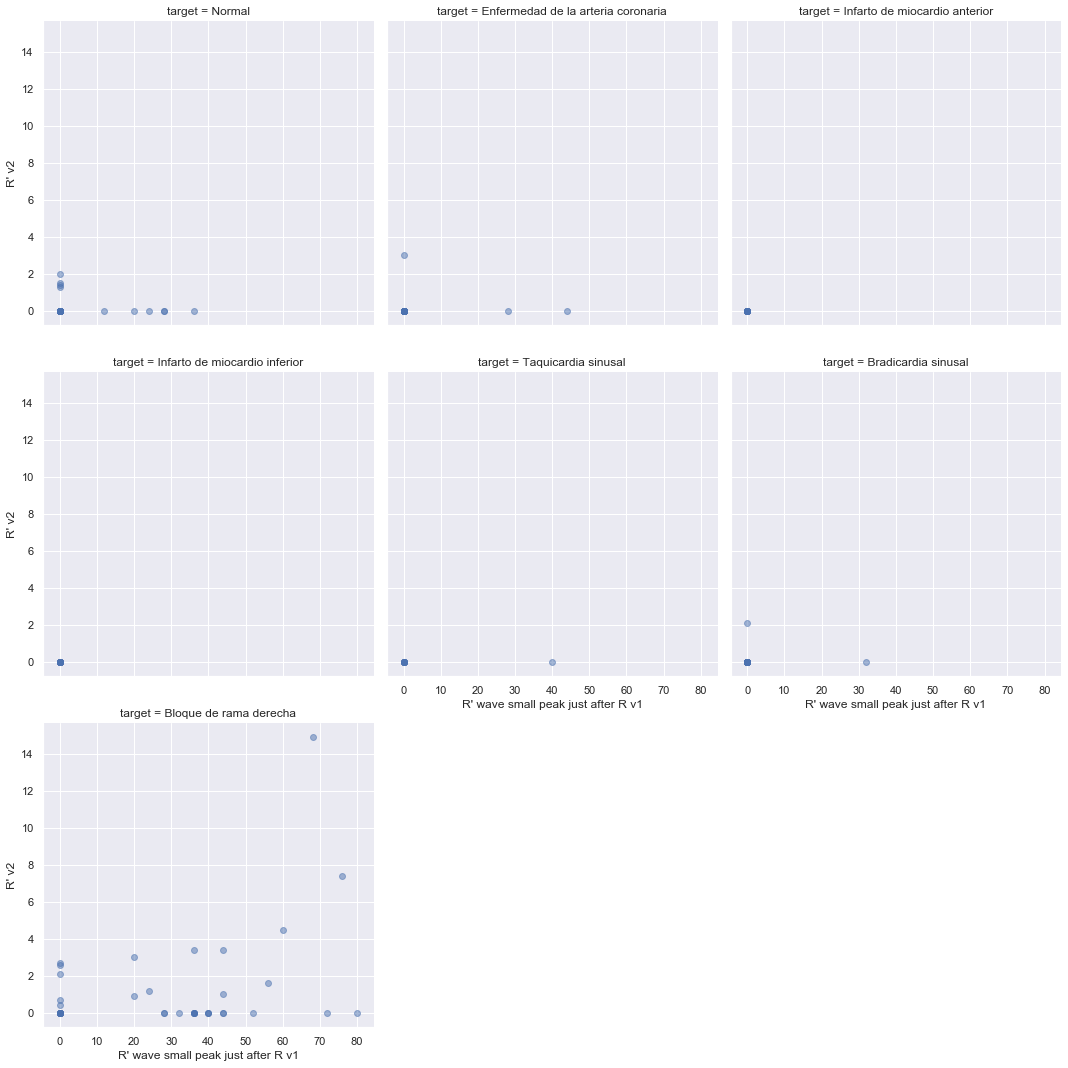 target = Normal
target = Enfermedad de la arteria coronaria
target = Infarto de miocardio anterior
14
12
10
8
6
4
2
0
R' v2
target = Infarto de miocardio inferior
target = Taquicardia sinusal
target = Bradicardia sinusal
14
12
10
8
6
4
2
0
R' v2
0 10 20 30 40 50 60 70 80
R' wave small peak just after R v1
0 10 20 30 40 50 60 70 80
R' wave small peak just after R v1
target = Bloque de rama derecha
14
12
10
8
6
4
2
0
R' v2
0 10 20 30 40 50 60 70 80
R' wave small peak just after R v1